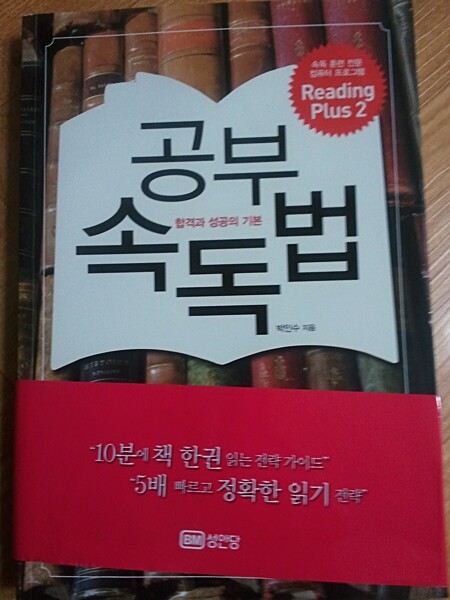 속독 훈련 전문
컴퓨터 프로그램
Reading
Plus 2
공부
합격과 성공의 기본
속독법
박인수 지음
"10분에 책 한권 읽는 전략 가이드"
"5배 빠르고 정확한 읽기 전략"
BM 성안당